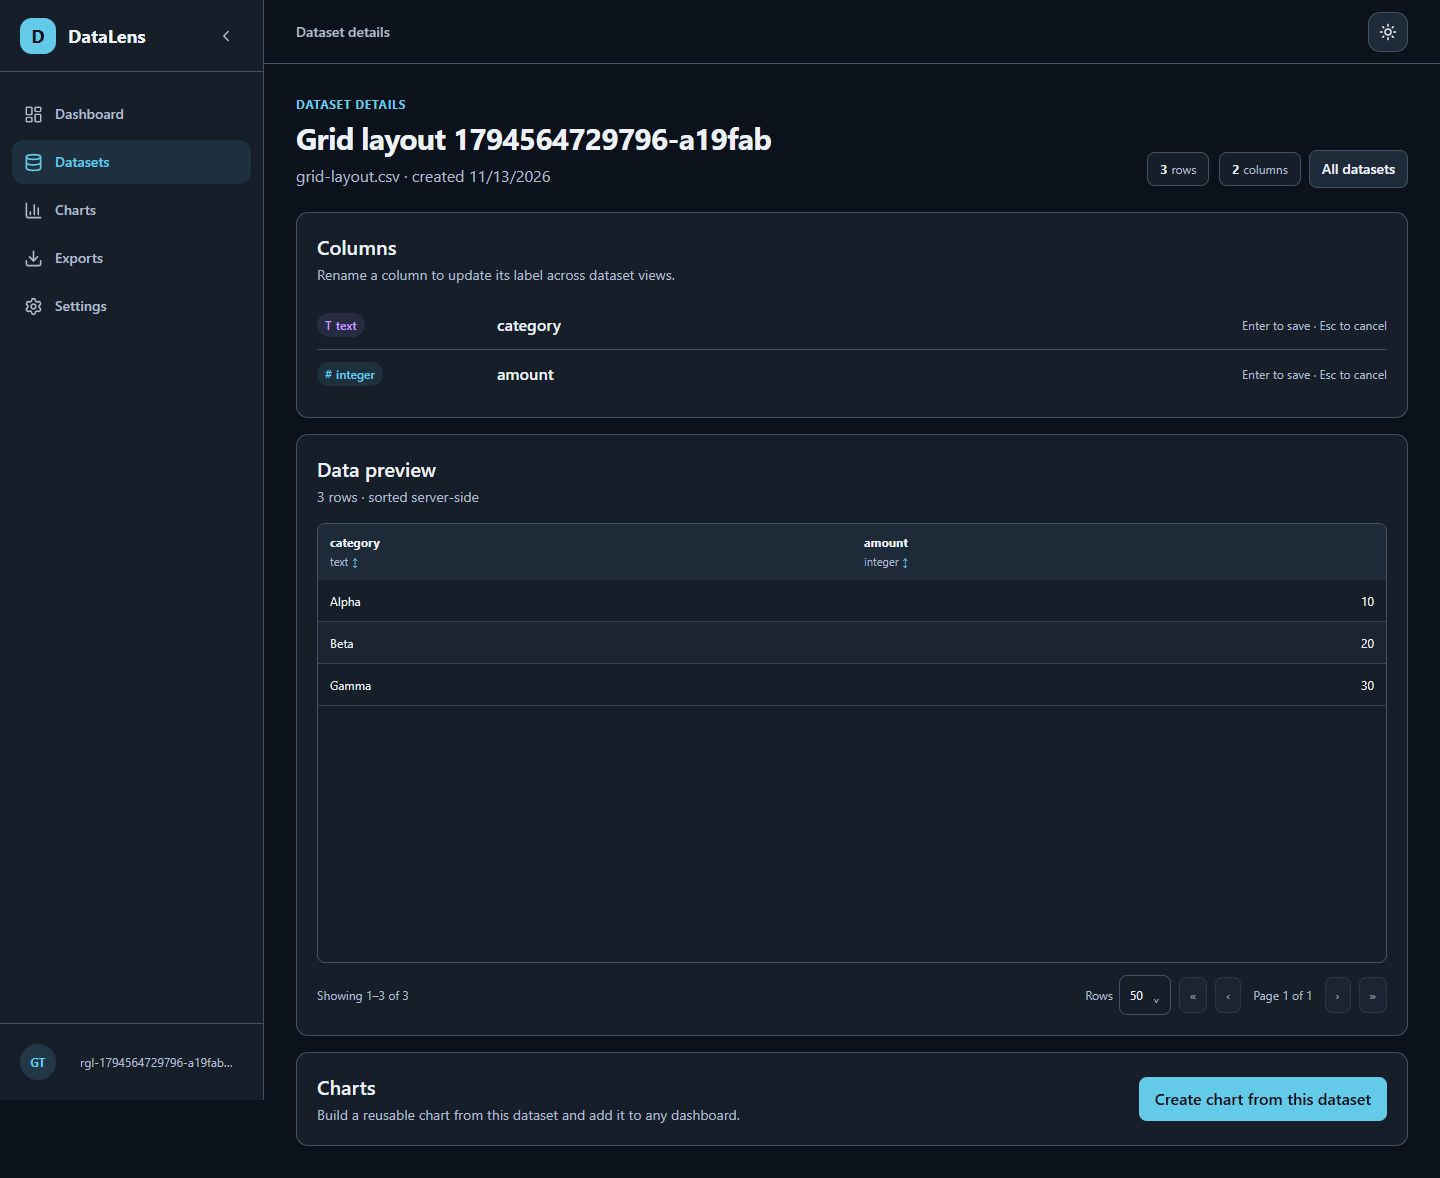 D DataLens
Dashboard
Datasets
Charts
Exports
Settings
GT rgl-1794564729796-a19fab...
Dataset details
DATASET DETAILS
Grid layout 1794564729796-a19fab
grid-layout.csv · created 11/13/2026
3 rows 2 columns All datasets
Columns
Rename a column to update its label across dataset views.
T text category Enter to save · Esc to cancel
# integer amount Enter to save · Esc to cancel
Data preview
3 rows · sorted server-side
category amount
text ↕ integer ↕
Alpha 10
Beta 20
Gamma 30
Showing 1–3 of 3 Rows 50 « ‹ Page 1 of 1 › »
Charts
Build a reusable chart from this dataset and add it to any dashboard.
Create chart from this dataset